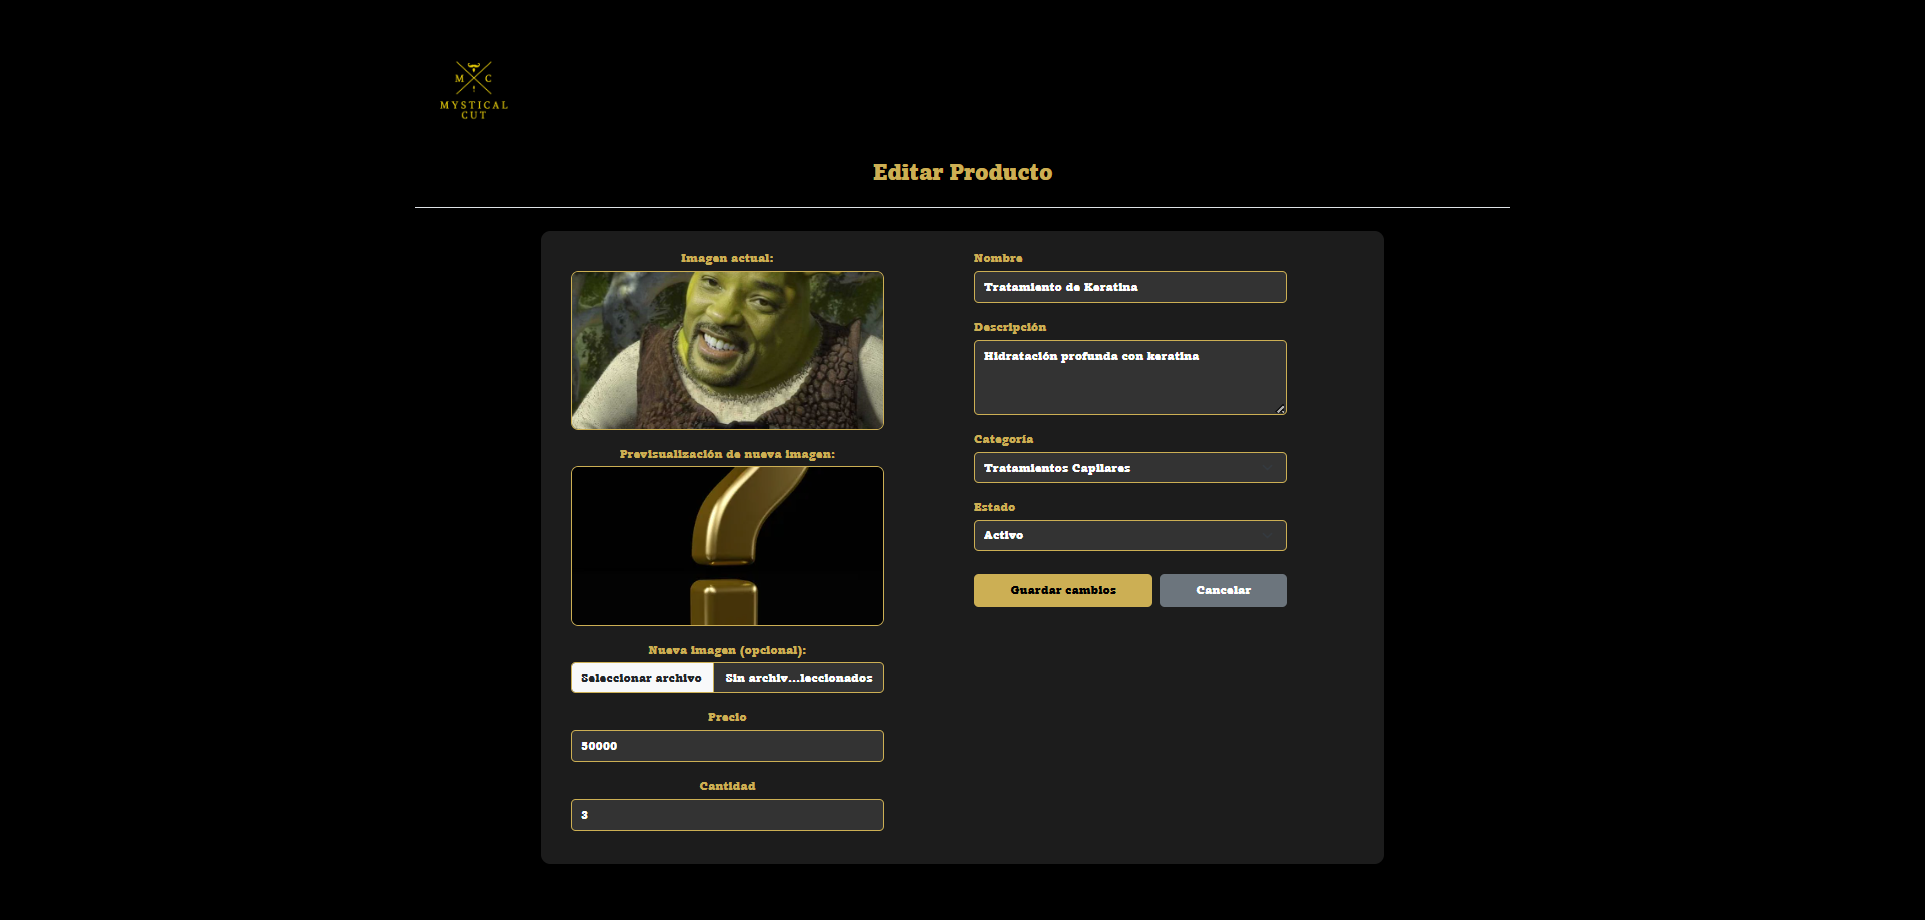 M C
MYSTICAL
CUT
Editar Producto
Imagen actual:
Previsualización de nueva imagen:
Nueva imagen (opcional):
Seleccionar archivo Sin archiv...leccionados
Precio
50000
Cantidad
3
Nombre
Tratamiento de Keratina
Descripción
Hidratación profunda con keratina
Categoría
Tratamientos Capilares
Estado
Activo
Guardar cambios Cancelar